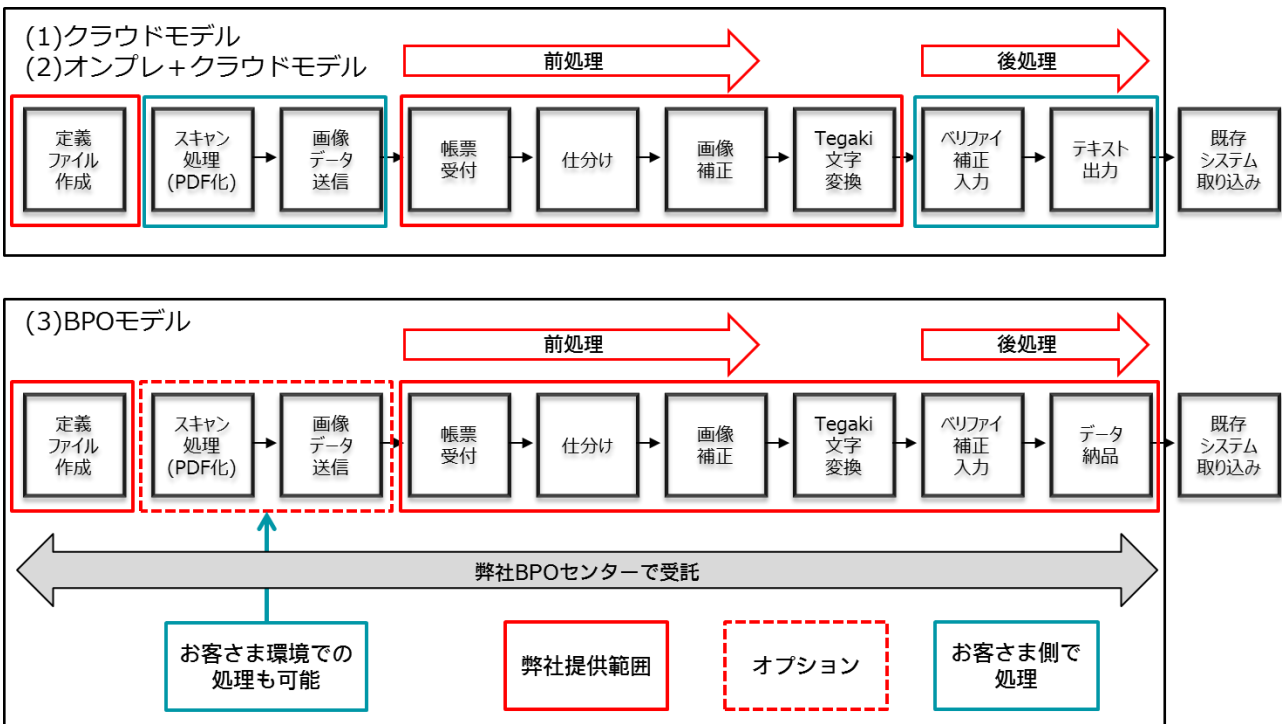 (1)クラウドモデル
(2)オンプレ+クラウドモデル
前処理
後処理
定義
ファイル
作成
スキャン
処理
(PDF化)
画像
データ
送信
帳票
受付
仕分け
画像
補正
Tegaki
文字
変換
ベリファイ
補正
入力
テキスト
出力
既存
システム
取り込み
(3)BPOモデル
前処理
後処理
定義
ファイル
作成
スキャン
処理
(PDF化)
画像
データ
送信
帳票
受付
仕分け
画像
補正
Tegaki
文字
変換
ベリファイ
補正
入力
データ
納品
既存
システム
取り込み
弊社BPOセンターで受託
お客さま環境での
処理も可能
弊社提供範囲
オプション
お客さま側で
処理